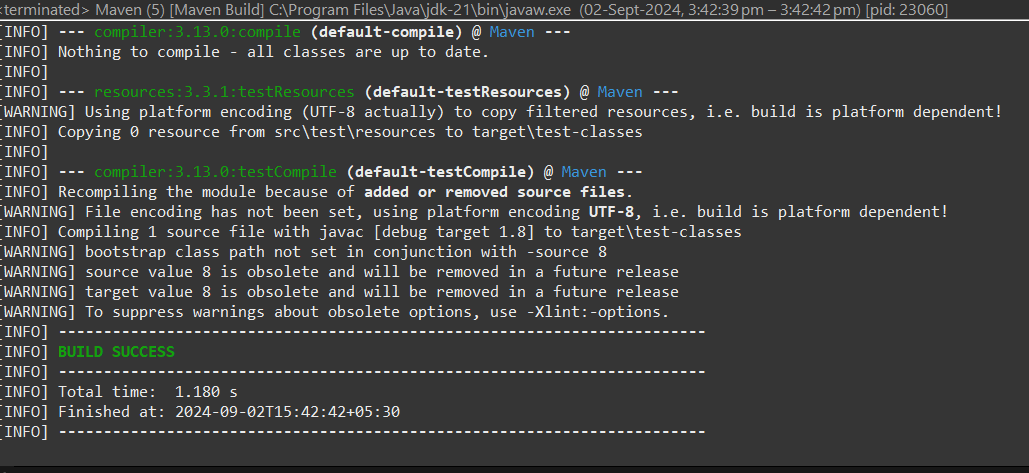 <terminated> Maven (5) [Maven Build] C:\Program Files\Java\jdk-21\bin\javaw.exe (02-Sept-2024, 3:42:39 pm – 3:42:42 pm) [pid: 23060]
[INFO] --- compiler:3.13.0:compile (default-compile) @ Maven ---
[INFO] Nothing to compile - all classes are up to date.
[INFO]
[INFO] --- resources:3.3.1:testResources (default-testResources) @ Maven ---
[WARNING] Using platform encoding (UTF-8 actually) to copy filtered resources, i.e. build is platform dependent!
[INFO] Copying 0 resource from src\test\resources to target\test-classes
[INFO]
[INFO] --- compiler:3.13.0:testCompile (default-testCompile) @ Maven ---
[INFO] Recompiling the module because of added or removed source files.
[WARNING] File encoding has not been set, using platform encoding UTF-8, i.e. build is platform dependent!
[INFO] Compiling 1 source file with javac [debug target 1.8] to target\test-classes
[WARNING] bootstrap class path not set in conjunction with -source 8
[WARNING] source value 8 is obsolete and will be removed in a future release
[WARNING] target value 8 is obsolete and will be removed in a future release
[WARNING] To suppress warnings about obsolete options, use -Xlint:-options.
[INFO] ------------------------------------------------------------------------
[INFO] BUILD SUCCESS
[INFO] ------------------------------------------------------------------------
[INFO] Total time:  1.180 s
[INFO] Finished at: 2024-09-02T15:42:42+05:30
[INFO] ------------------------------------------------------------------------